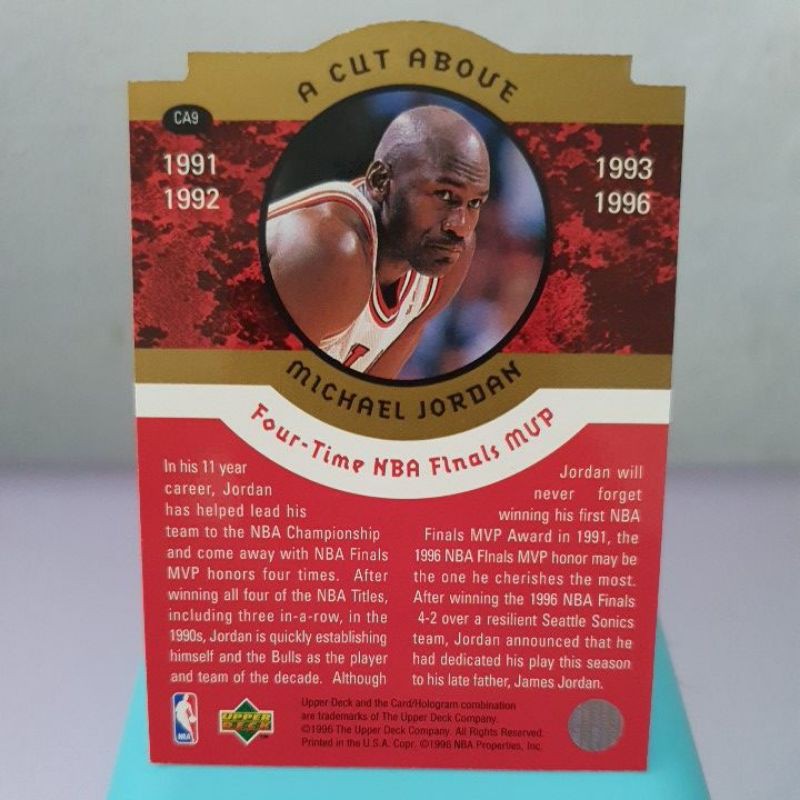 A CUT ABOVE
CA9
1991
1992
1993
1996
MICHAEL JORDAN
Four-Time NBA Finals MVP
In his 11 year
career, Jordan
has helped lead his
team to the NBA Championship
and come away with NBA Finals
MVP honors four times. After
winning all four of the NBA Titles,
including three in-a-row, in the
1990s, Jordan is quickly establishing
himself and the Bulls as the player
and team of the decade. Although
Jordan will
never forget
winning his first NBA
Finals MVP Award in 1991, the
1996 NBA FInals MVP honor may be
the one he cherishes the most.
After winning the 1996 NBA Finals
4-2 over a resilient Seattle Sonics
team, Jordan announced that he
had dedicated his play this season
to his late father, James Jordan.
NBA
UPPER
DECK
Upper Deck and the Card/Hologram combination
are trademarks of The Upper Deck Company.
©1996 The Upper Deck Company. All Rights Reserved.
Printed in the U.S.A. Copr. ©1996 NBA Properties, Inc.